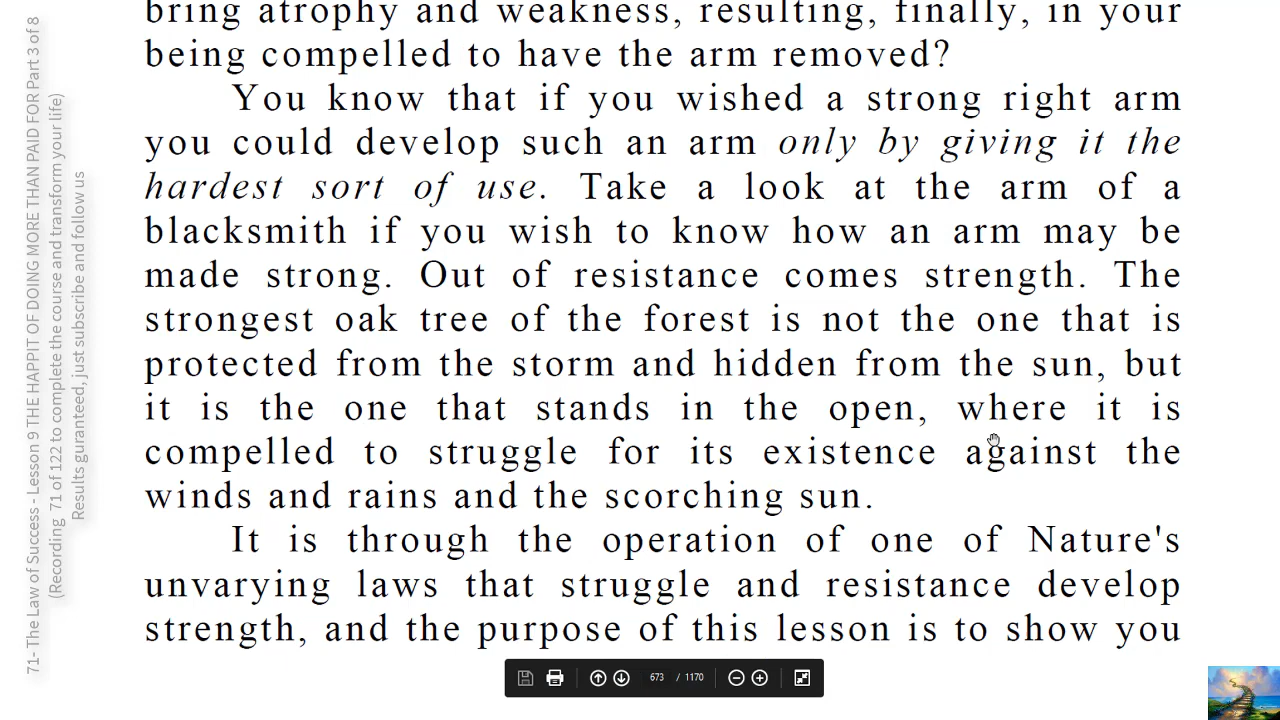 bring atrophy and weakness, resulting, finally, in your
being compelled to have the arm removed?
You know that if you wished a strong right arm
you could develop such an arm only by giving it the
hardest sort of use. Take a look at the arm of a
blacksmith if you wish to know how an arm may be
made strong. Out of resistance comes strength. The
strongest oak tree of the forest is not the one that is
protected from the storm and hidden from the sun, but
it is the one that stands in the open, where it is
compelled to struggle for its existence against the
winds and rains and the scorching sun.
It is through the operation of one of Nature's
unvarying laws that struggle and resistance develop
strength, and the purpose of this lesson is to show you
673 / 1170
71- The Law of Success - Lesson 9 THE HAPPIT OF DOING MORE THAN PAID FOR Part 3 of 8
(Recording 71 of 122 to complete the course and transform your life)
Results guranteed, just subscribe and follow us